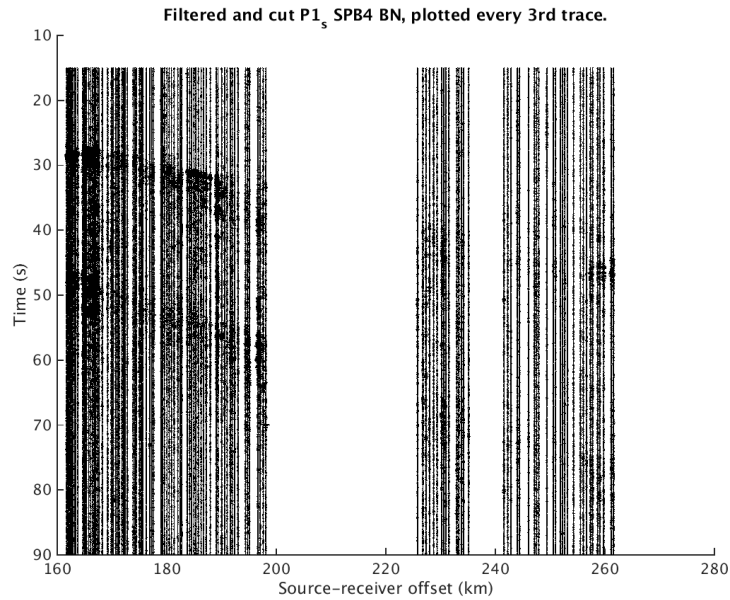 Filtered and cut P1s SPB4 BN, plotted every 3rd trace.
10
20
30
40
50
60
70
80
90
Time (s)
160 180 200 220 240 260 280
Source-receiver offset (km)